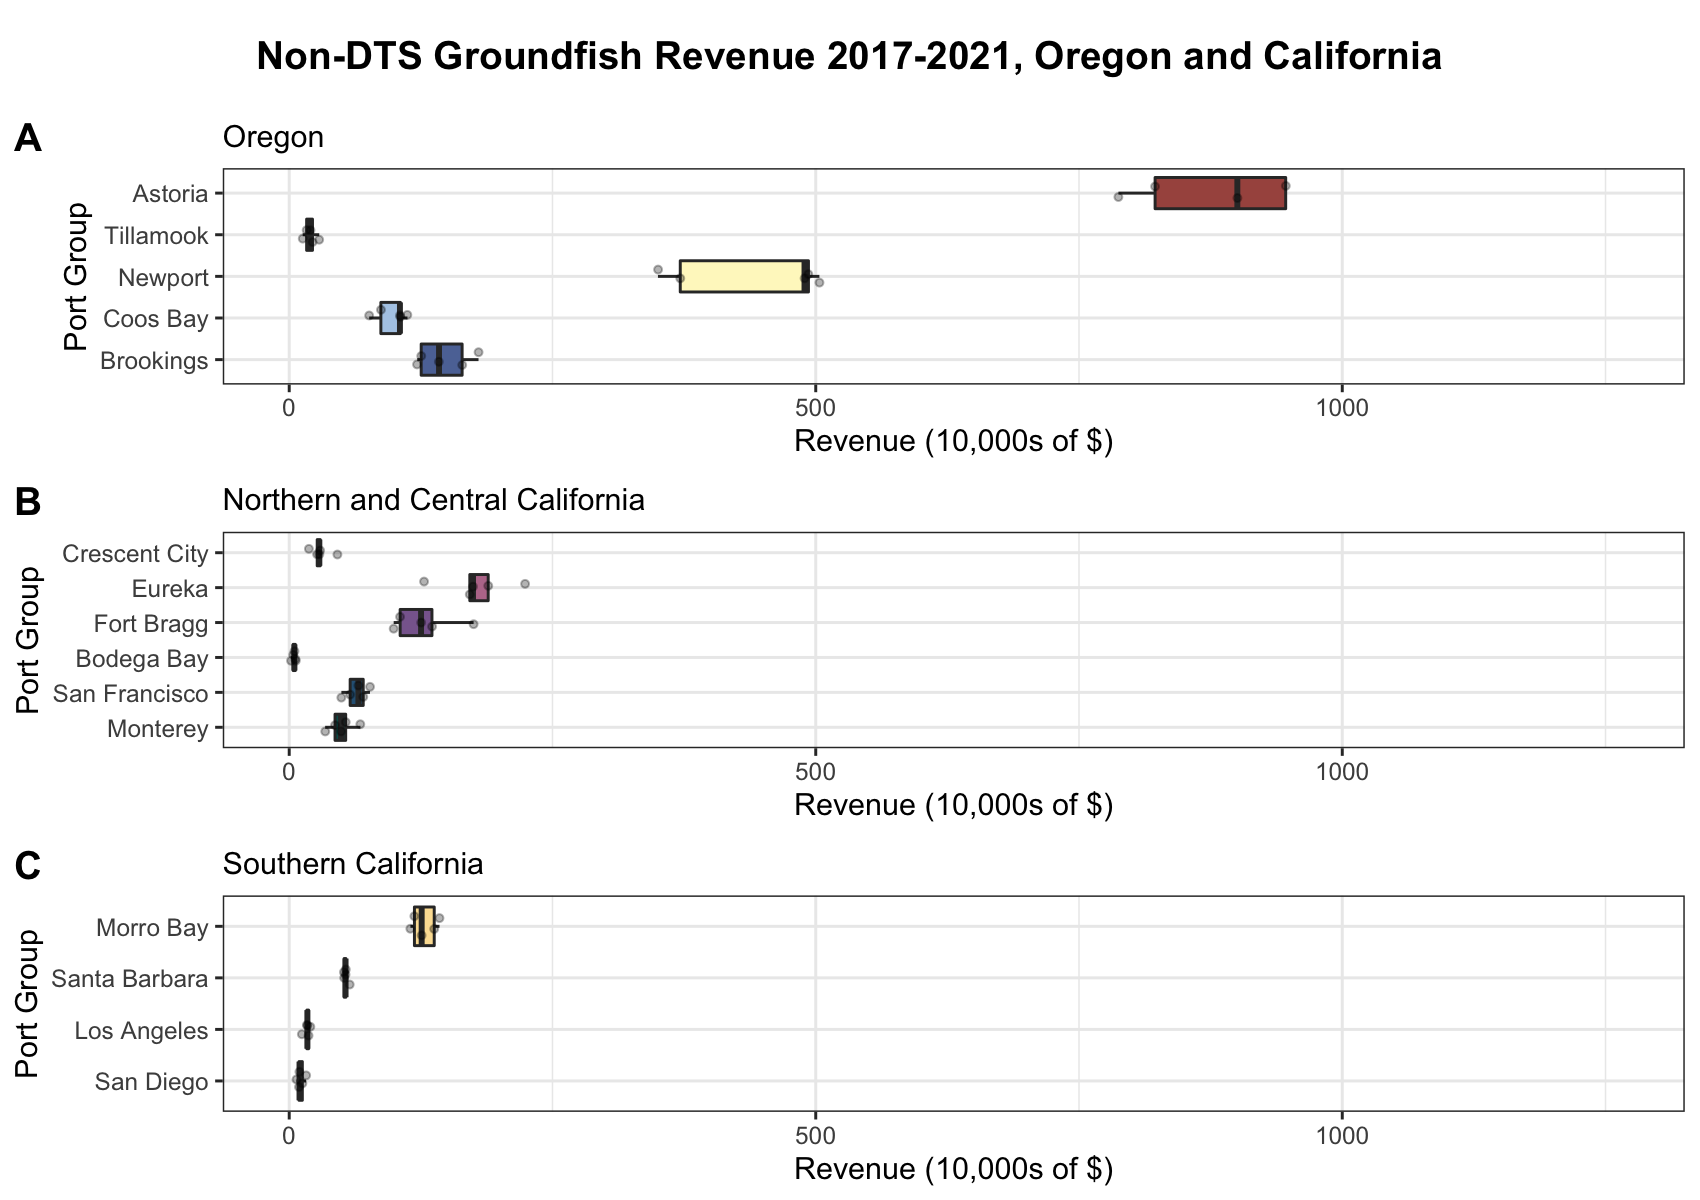 Non-DTS Groundfish Revenue 2017-2021, Oregon and California
A
Oregon
Port Group
Astoria
Tillamook
Newport
Coos Bay
Brookings
0 500 1000
Revenue (10,000s of $)
B
Northern and Central California
Port Group
Crescent City
Eureka
Fort Bragg
Bodega Bay
San Francisco
Monterey
0 500 1000
Revenue (10,000s of $)
C
Southern California
Port Group
Morro Bay
Santa Barbara
Los Angeles
San Diego
0 500 1000
Revenue (10,000s of $)